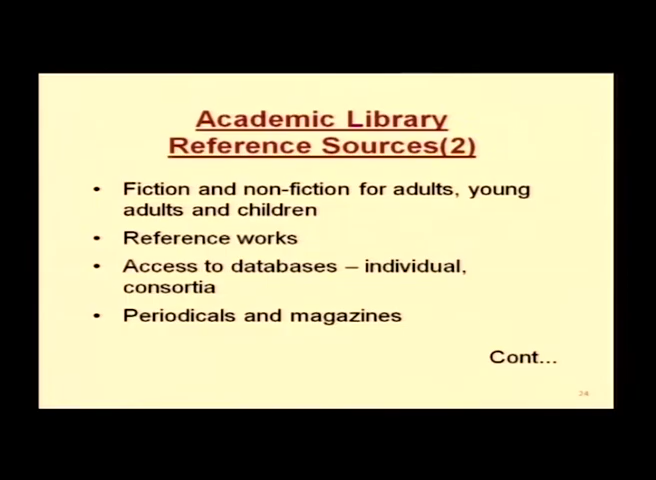 Academic Library
Reference Sources(2)
• Fiction and non-fiction for adults, young
adults and children
• Reference works
• Access to databases – individual,
consortia
• Periodicals and magazines
Cont...
24